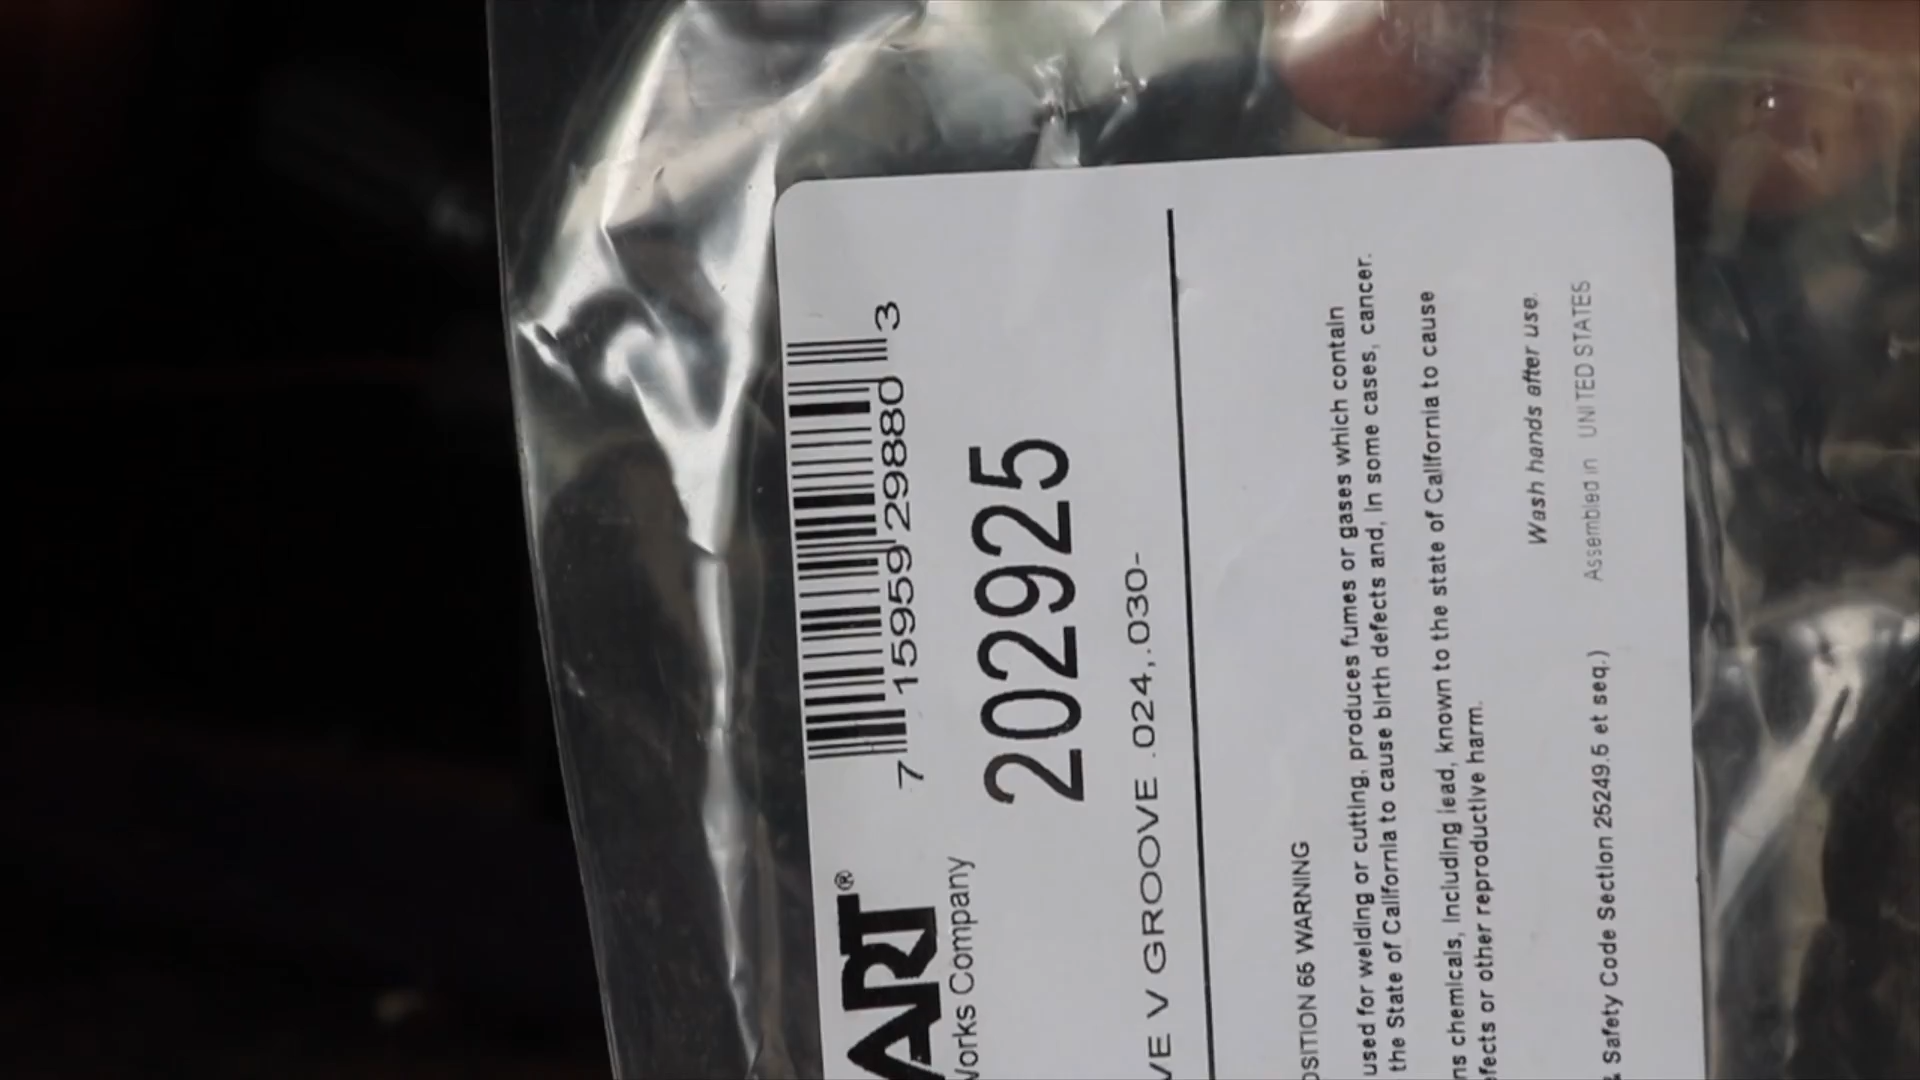 7 15959 29880 3
ART®
Works Company
202925
VE V GROOVE .024,.030-
OSITION 65 WARNING
used for welding or cutting, produces fumes or gases which contain
the State of California to cause birth defects and, in some cases, cancer.
ns chemicals, including lead, known to the state of California to cause
efects or other reproductive harm.
Wash hands after use.
& Safety Code Section 25249.5 et seq.)
Assembled in UNITED STATES